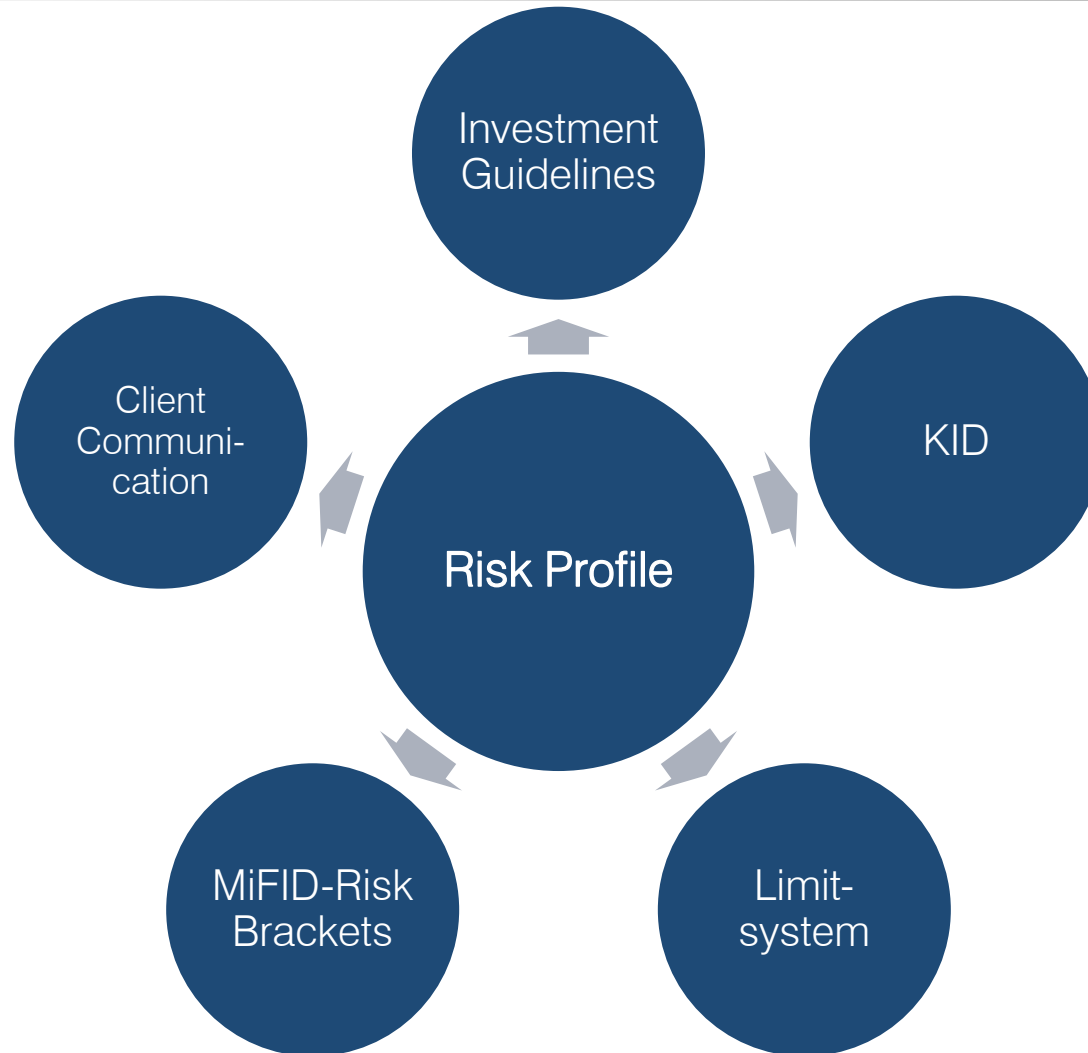 Investment
Guidelines
Client
Communi-
cation
KID
Risk Profile
MiFID-Risk
Brackets
Limit-
system